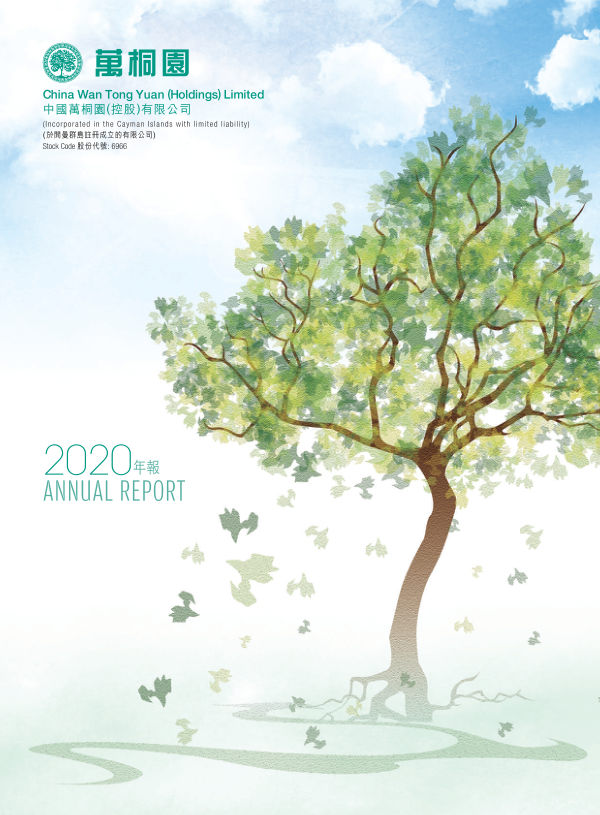 萬桐園
China Wan Tong Yuan (Holdings) Limited
中國萬桐園(控股)有限公司
(Incorporated in the Cayman Islands with limited liability)
(於開曼群島註冊成立的有限公司)
Stock Code 股份代號: 6966
2020年報
ANNUAL REPORT